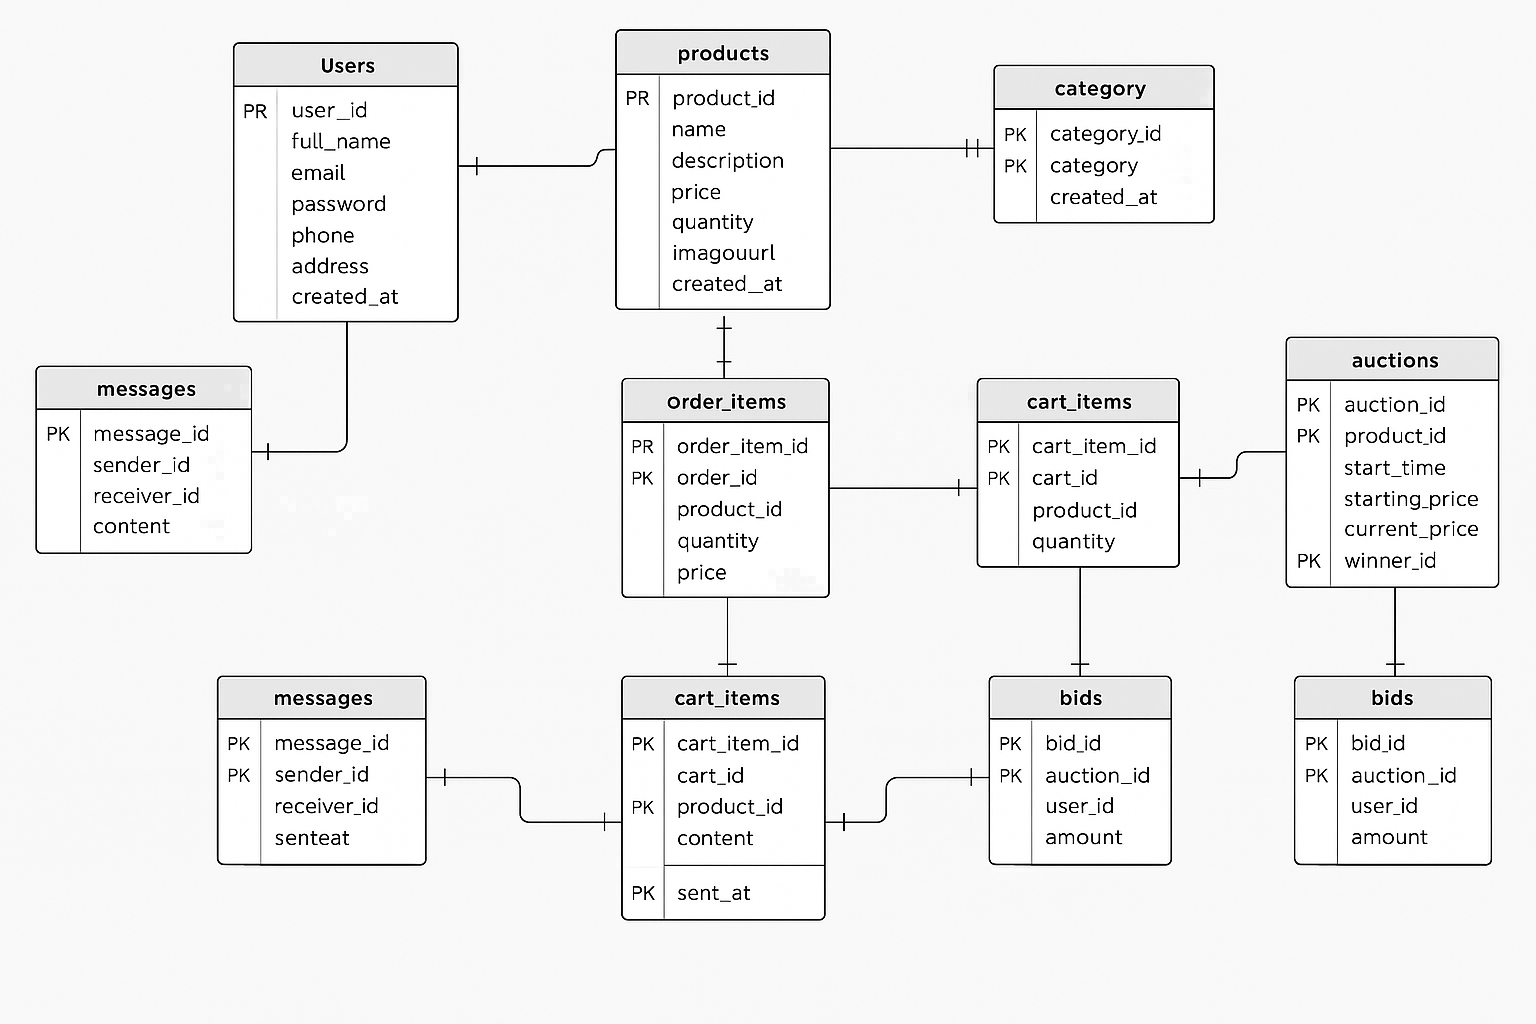 Users
PR user_id
full_name
email
password
phone
address
created_at
products
PR product_id
name
description
price
quantity
imagouurl
created_at
category
PK category_id
PK category
created_at
messages
PK message_id
sender_id
receiver_id
content
order_items
PR order_item_id
PK order_id
product_id
quantity
price
cart_items
PK cart_item_id
PK cart_id
product_id
quantity
auctions
PK auction_id
PK product_id
start_time
starting_price
current_price
PK winner_id
messages
PK message_id
PK sender_id
receiver_id
senteat
cart_items
PK cart_item_id
cart_id
PK product_id
content
PK sent_at
bids
PK bid_id
PK auction_id
user_id
amount
bids
PK bid_id
PK auction_id
user_id
amount